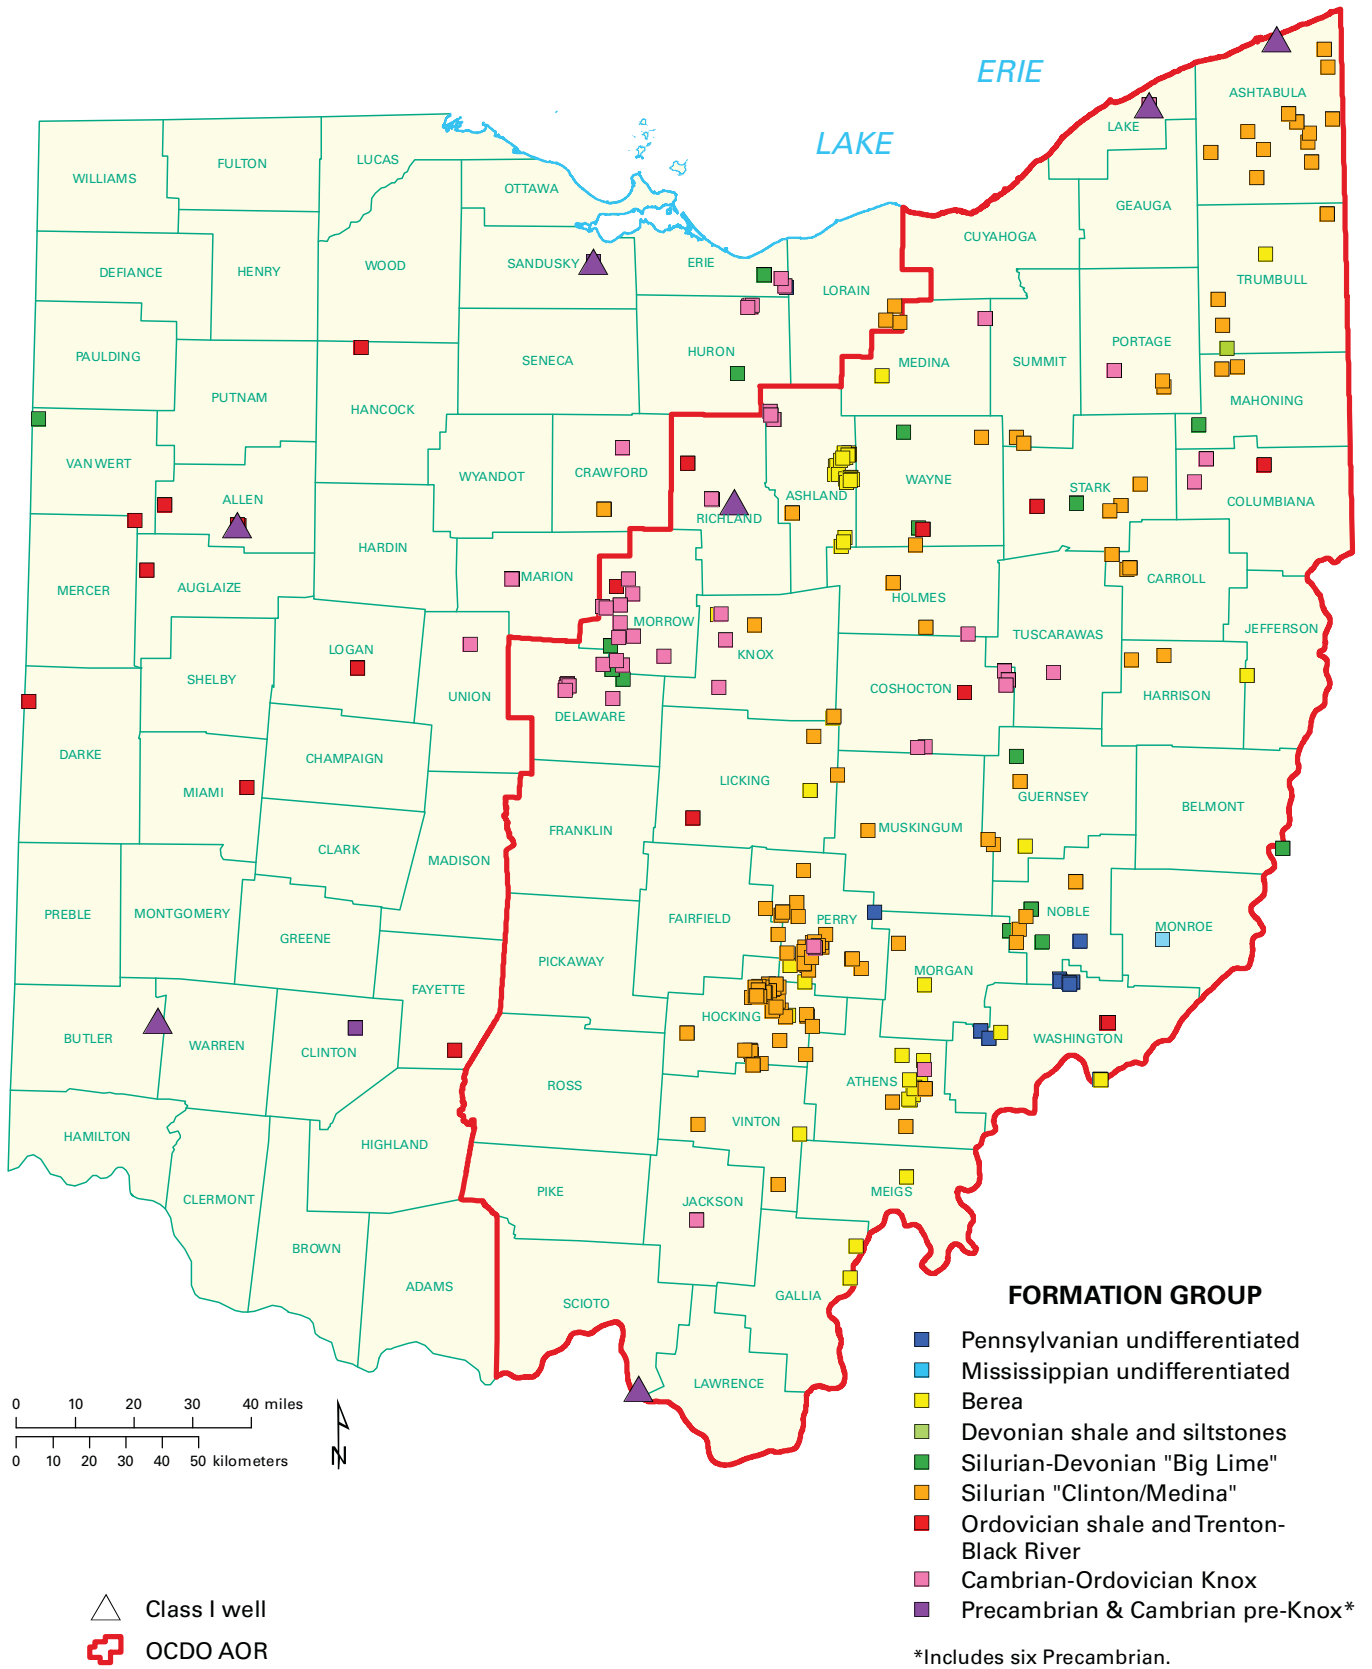 ERIE
LAKE
ASHTABULA
LAKE
FULTON
LUCAS
WILLIAMS
OTTAWA
GEAUGA
CUYAHOGA
SANDUSKY
ERIE
WOOD
DEFIANCE
HENRY
TRUMBULL
LORAIN
PORTAGE
HURON
PAULDING
SENECA
MEDINA
SUMMIT
PUTNAM
MAHONING
HANCOCK
VAN WERT
CRAWFORD
WYANDOT
WAYNE
STARK
ALLEN
ASHLAND
COLUMBIANA
RICHLAND
HARDIN
MARION
CARROLL
AUGLAIZE
MERCER
HOLMES
MORROW
JEFFERSON
TUSCARAWAS
LOGAN
KNOX
SHELBY
COSHOCTON
UNION
HARRISON
DELAWARE
DARKE
CHAMPAIGN
LICKING
MIAMI
GUERNSEY
BELMONT
MUSKINGUM
FRANKLIN
CLARK
MADISON
PREBLE
MONTGOMERY
NOBLE
FAIRFIELD
PERRY
MONROE
GREENE
PICKAWAY
MORGAN
FAYETTE
HOCKING
BUTLER
WASHINGTON
WARREN
CLINTON
ATHENS
ROSS
VINTON
HAMILTON
HIGHLAND
PIKE
MEIGS
CLERMONT
JACKSON
BROWN
ADAMS
GALLIA
SCIOTO
LAWRENCE
FORMATION GROUP
Pennsylvanian undifferentiated
Mississippian undifferentiated
Berea
Devonian shale and siltstones
Silurian-Devonian "Big Lime"
Silurian "Clinton/Medina"
Ordovician shale and Trenton-
Black River
Cambrian-Ordovician Knox
Precambrian & Cambrian pre-Knox*
*Includes six Precambrian.
0 10 20 30 40 miles
0 10 20 30 40 50 kilometers
N
Class I well
OCDO AOR